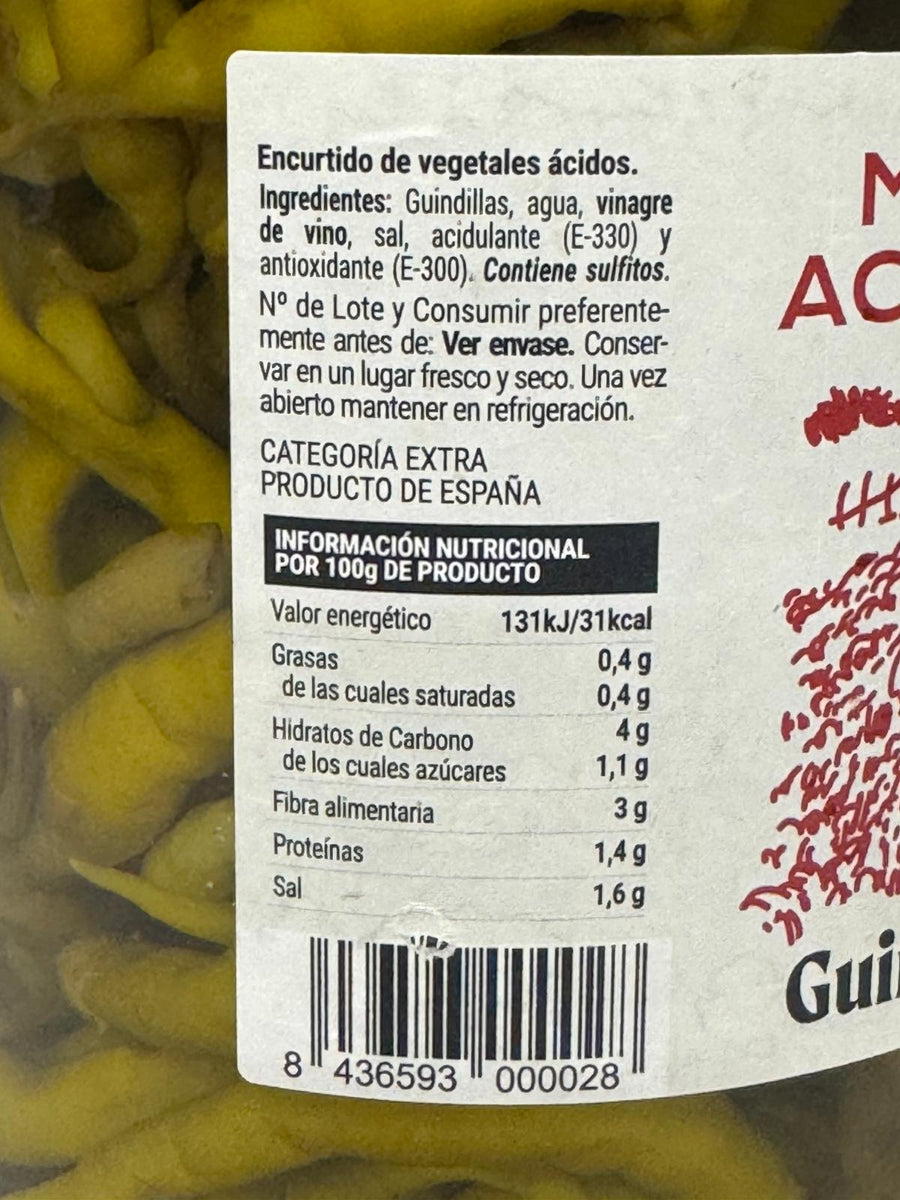 Encurtido de vegetales ácidos.
Ingredientes: Guindillas, agua, vinagre
de vino, sal, acidulante (E-330) y
antioxidante (E-300). Contiene sulfitos.
Nº de Lote y Consumir preferente-
mente antes de: Ver envase. Conser-
var en un lugar fresco y seco. Una vez
abierto mantener en refrigeración.
CATEGORÍA EXTRA
PRODUCTO DE ESPAÑA
INFORMACIÓN NUTRICIONAL
POR 100g DE PRODUCTO
Valor energético 131kJ/31kcal
Grasas 0,4 g
de las cuales saturadas 0,4 g
Hidratos de Carbono 4 g
de los cuales azúcares 1,1 g
Fibra alimentaria 3 g
Proteínas 1,4 g
Sal 1,6 g
8 436593 000028
M
AC
Gui